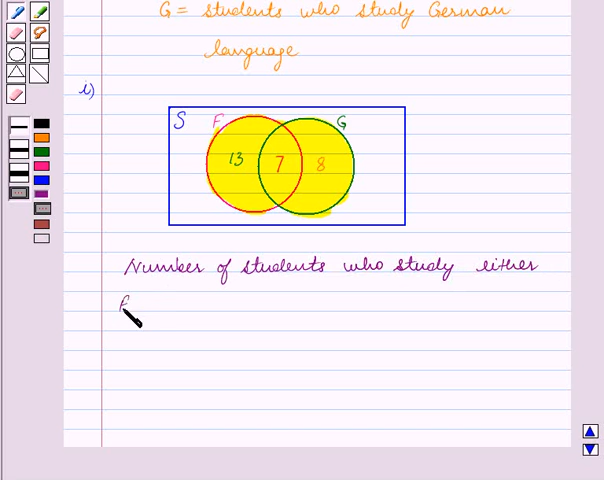 G = students who study German
language
i)
S F G
13 7 8
Number of students who study either
F